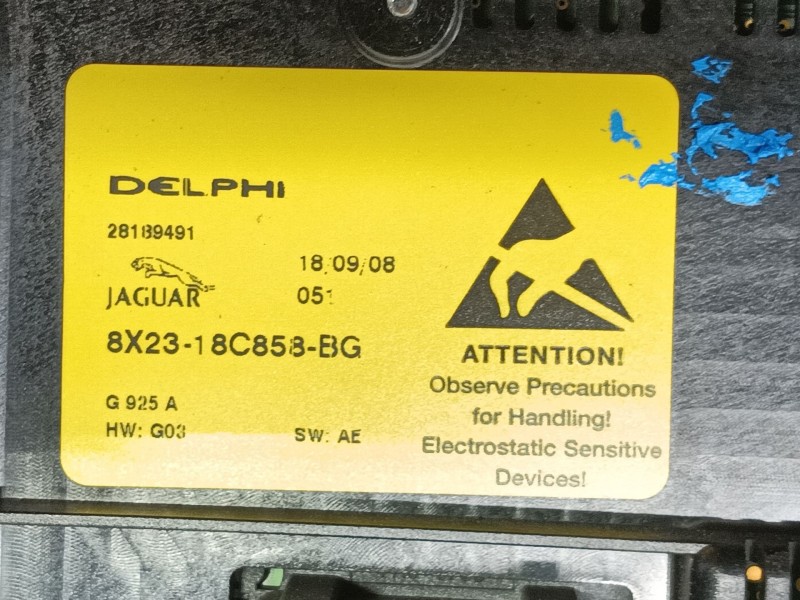 DELPHI
28189491
18/09/08
JAGUAR
051
8X23-18C858-BG
G 925 A
HW: G03
SW: AE
ATTENTION!
Observe Precautions
for Handling!
Electrostatic Sensitive
Devices!